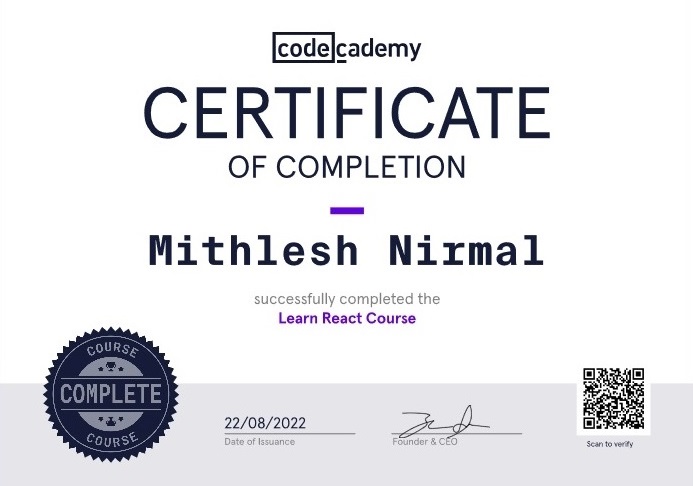 codecademy
CERTIFICATE
OF COMPLETION
Mithlesh Nirmal
successfully completed the
Learn React Course
COURSE
COMPLETE
COURSE
22/08/2022
Date of Issuance
Founder & CEO
Scan to verify